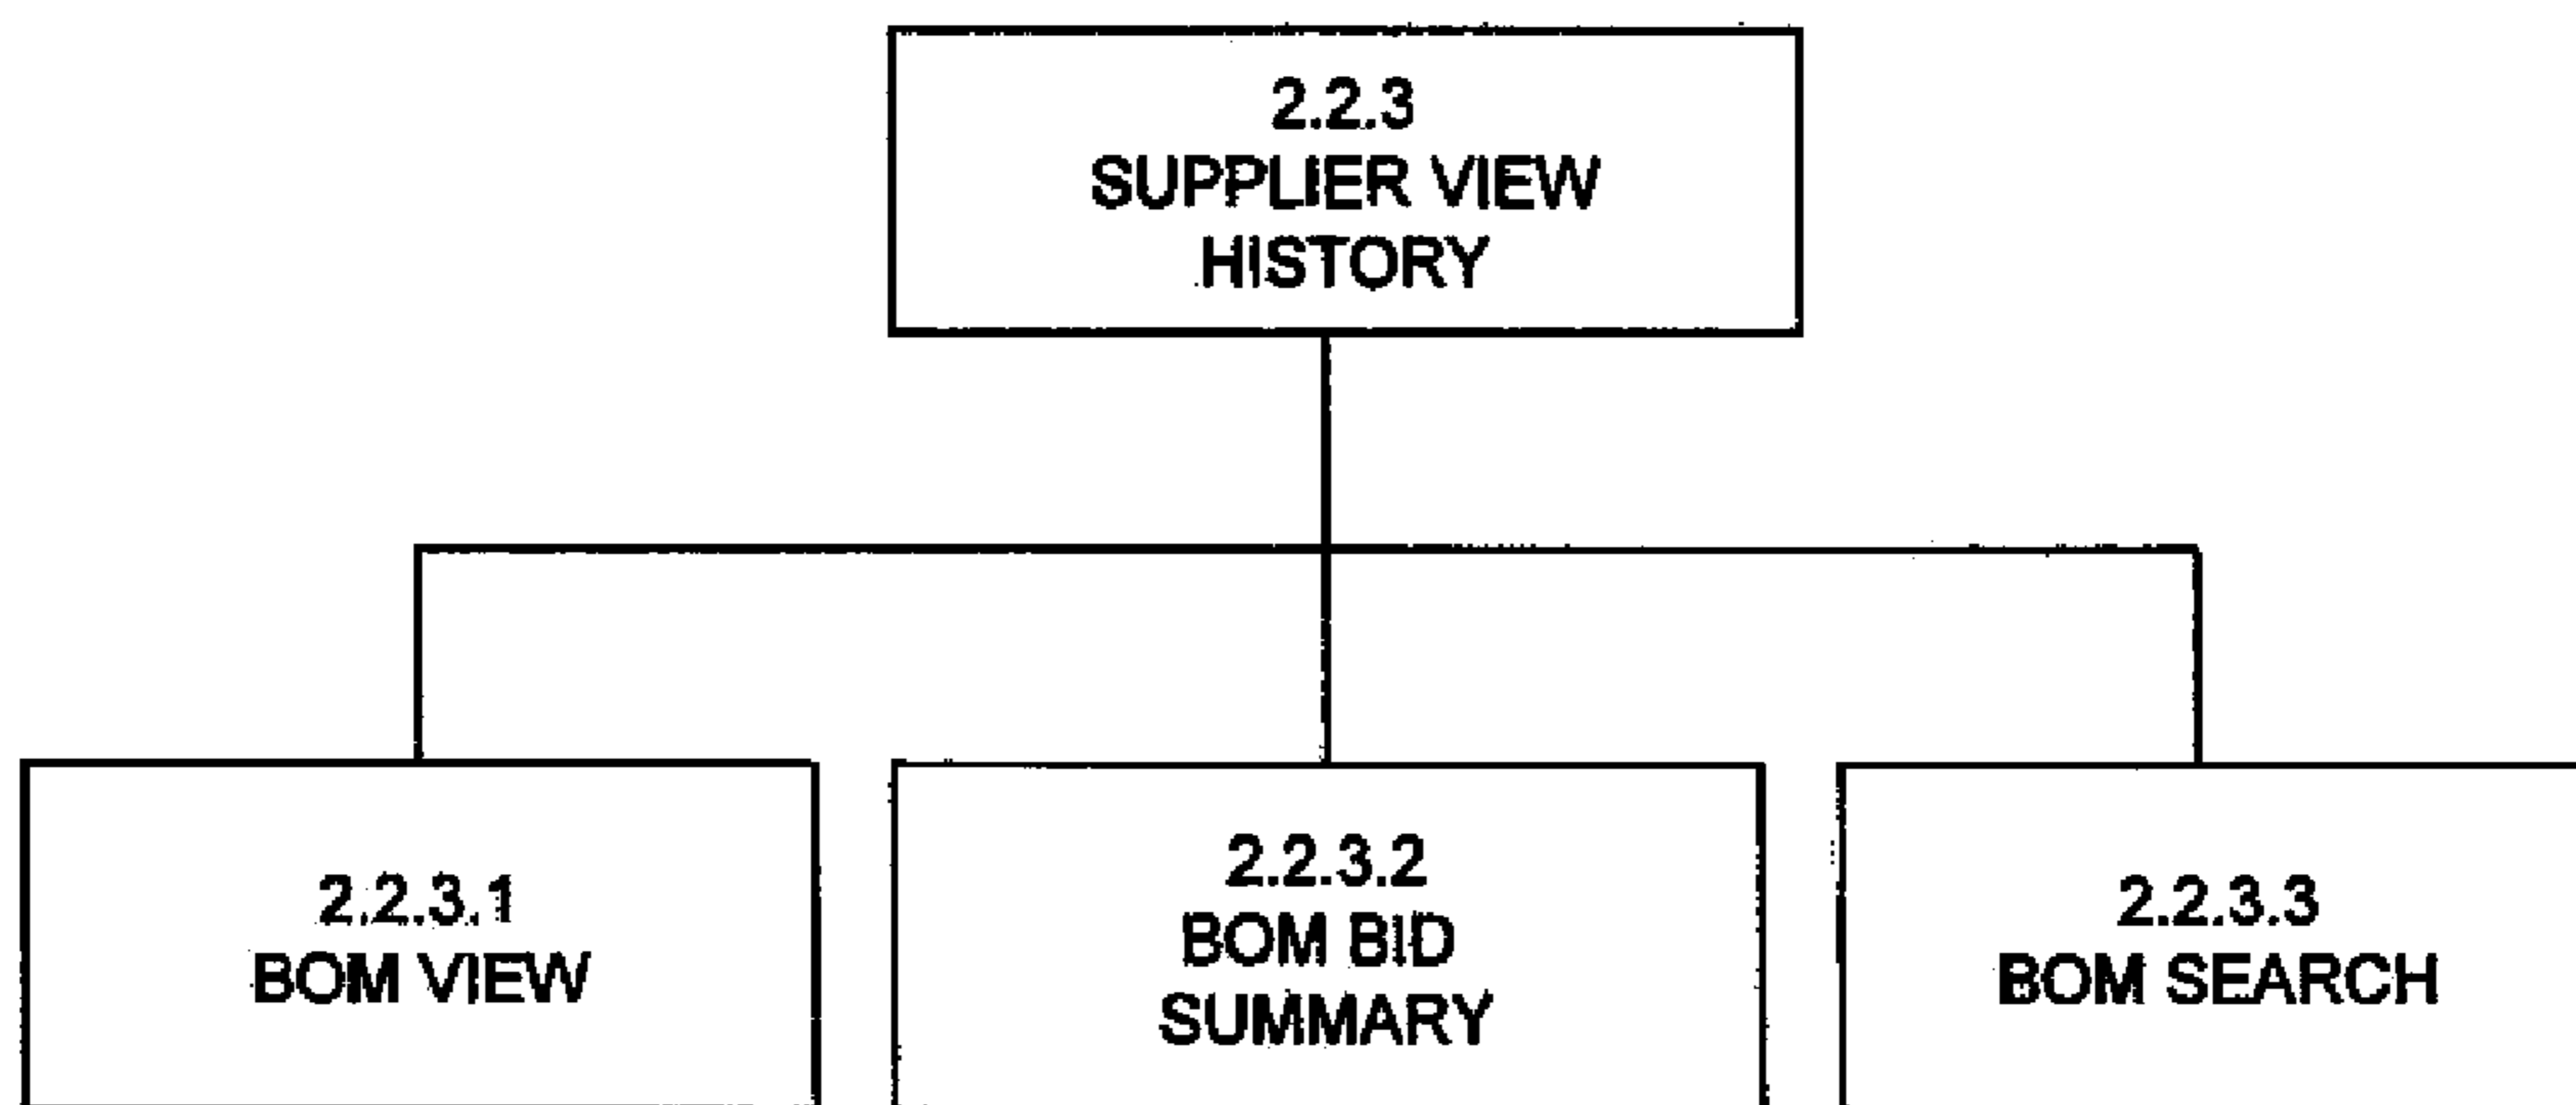 2.2.3
SUPPLIER VIEW
HISTORY
2.2.3.1
BOM VIEW
2.2.3.2
BOM BID
SUMMARY
2.2.3.3
BOM SEARCH